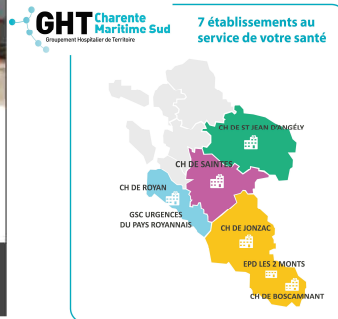 GHT Charente
Maritime Sud
Groupement Hospitalier de Territoire
7 établissements au
service de votre santé
CH DE ST JEAN D'ANGÉLY
CH DE SAINTES
CH DE ROYAN
GSC URGENCES
DU PAYS ROYANNAIS
CH DE JONZAC
EPD LES 2 MONTS
CH DE BOSCAMNANT